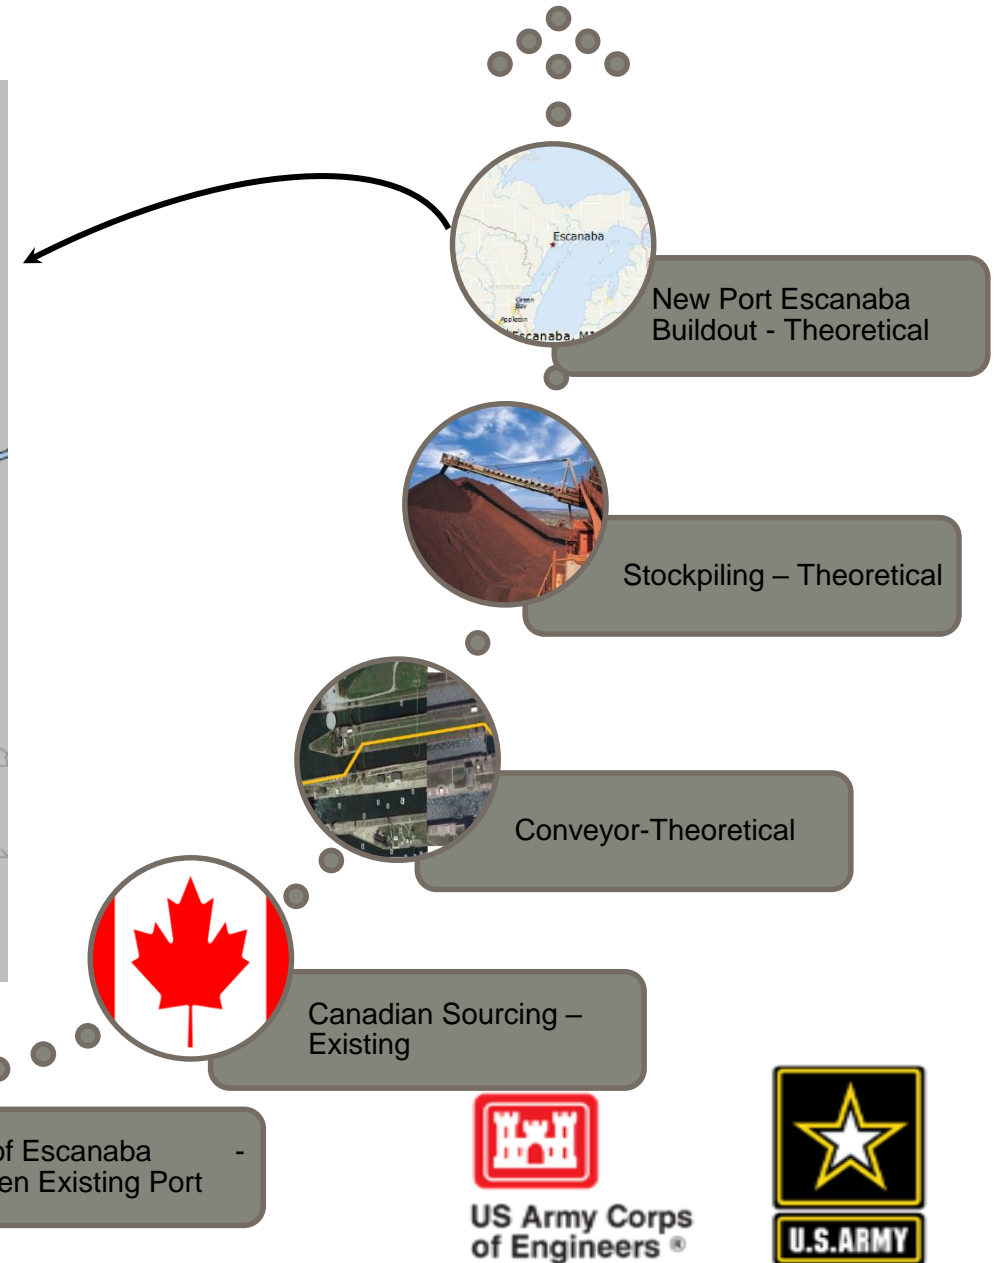 Escanaba
Green
Bay
Appleton
Escanaba, MI
New Port Escanaba
Buildout - Theoretical
Stockpiling – Theoretical
Conveyor-Theoretical
Canadian Sourcing –
Existing
of Escanaba -
Existing Port
US Army Corps
of Engineers ®
U.S.ARMY